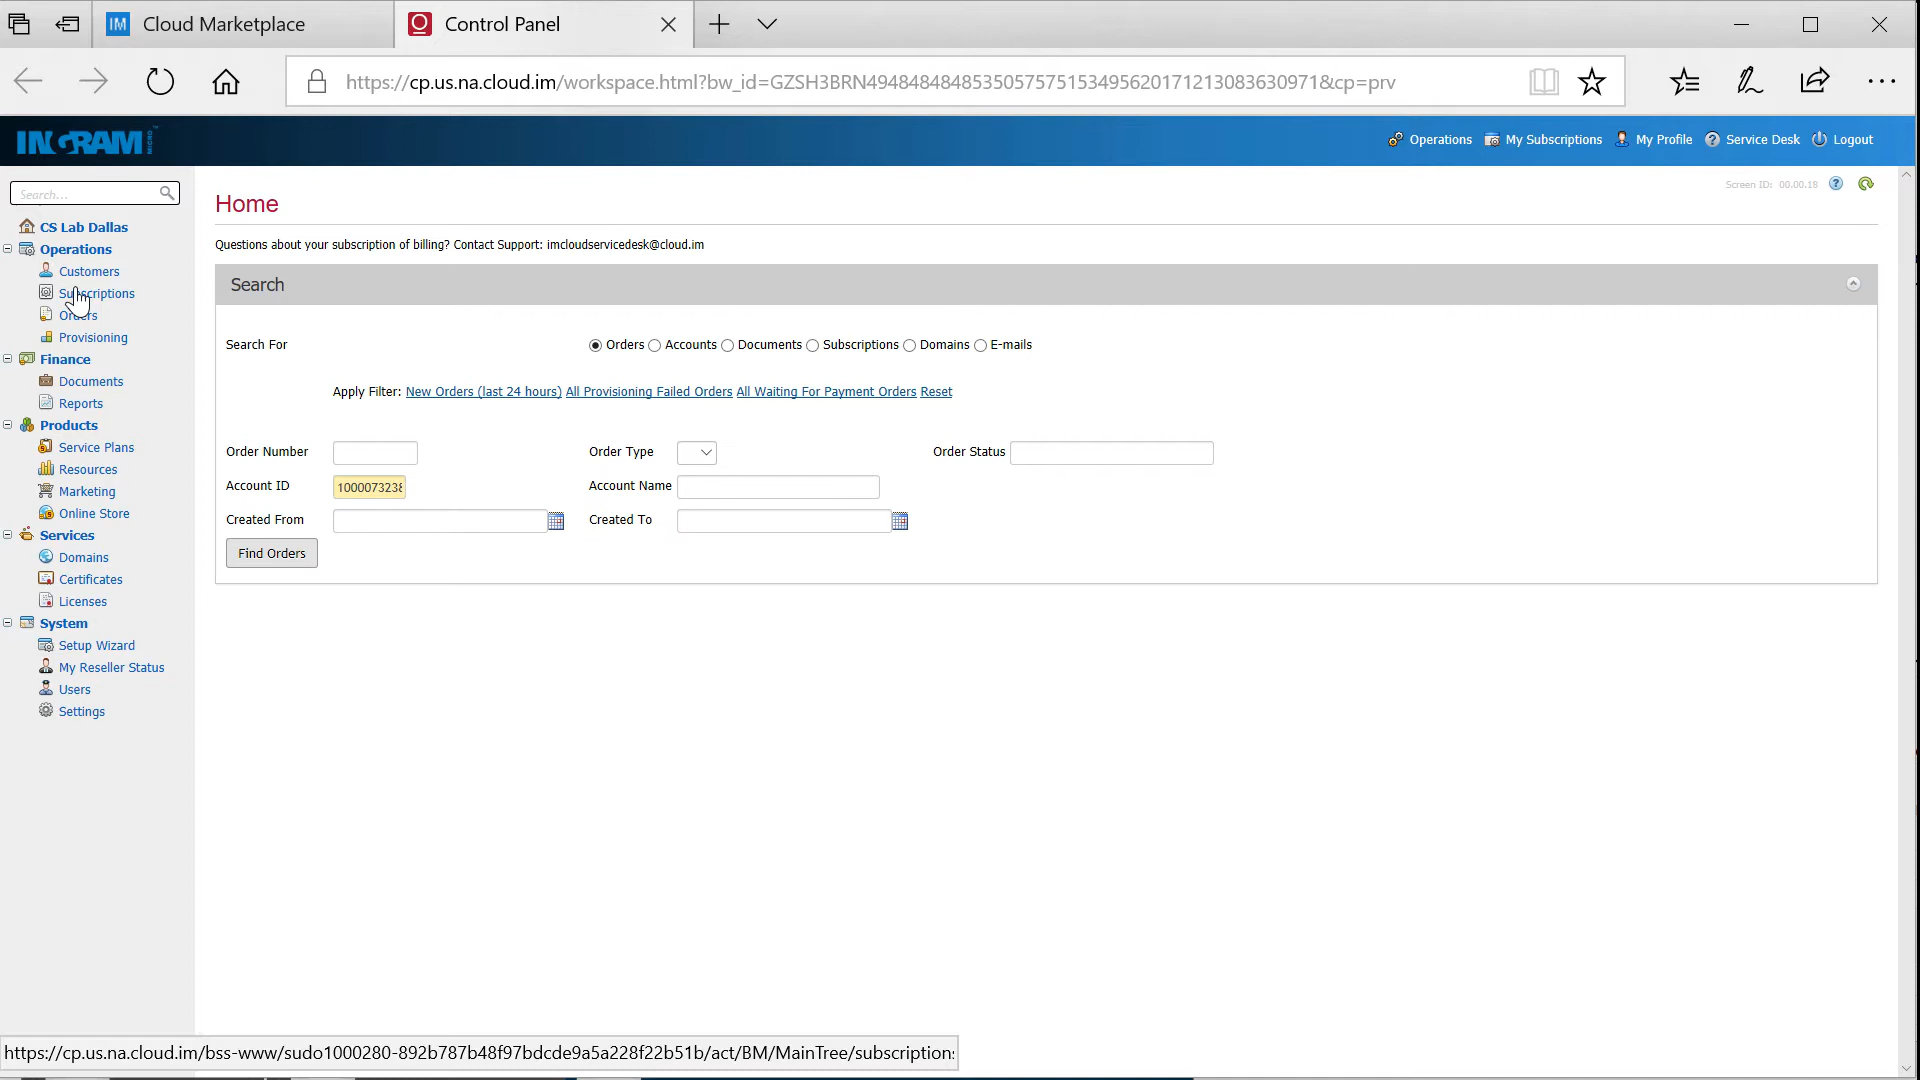 IM Cloud Marketplace
Control Panel
https://cp.us.na.cloud.im/workspace.html?bw_id=GZSH3BRN4948484848535057575153495620171213083630971&cp=prv
INGRAM MICRO
Operations
My Subscriptions
My Profile
Service Desk
Logout
Search...
CS Lab Dallas
Operations
Customers
Subscriptions
Orders
Provisioning
Finance
Documents
Reports
Products
Service Plans
Resources
Marketing
Online Store
Services
Domains
Certificates
Licenses
System
Setup Wizard
My Reseller Status
Users
Settings
Screen ID: 00.00.18
Home
Questions about your subscription of billing? Contact Support: imcloudservicedesk@cloud.im
Search
Search For Orders Accounts Documents Subscriptions Domains E-mails
Apply Filter: New Orders (last 24 hours) All Provisioning Failed Orders All Waiting For Payment Orders Reset
Order Number Order Type Order Status
Account ID 1000073238 Account Name
Created From Created To
Find Orders
https://cp.us.na.cloud.im/bss-www/sudo1000280-892b787b48f97bdcde9a5a228f22b51b/act/BM/MainTree/subscription